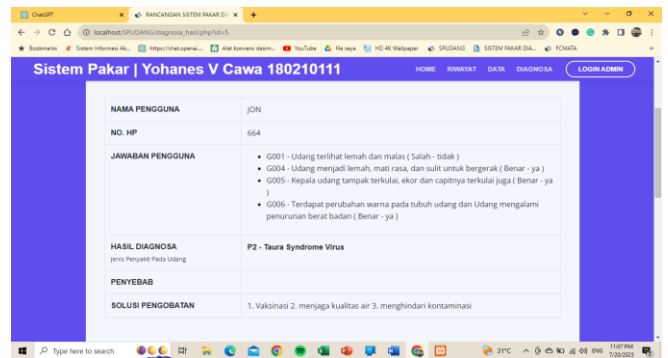 ChatGPT
RANCANGAN SISTEM PAKAR DI
localhost/SPUDANG/diagnosa_hasil.php?id=5
Bookmarks Sistem Informasi Ak... https://chat.openai... Alat konversi desim... YouTube File saya HD 4K Wallpaper SPUDANG SISTEM PAKAR DIA... FCMATA
Sistem Pakar | Yohanes V Cawa 180210111 HOME RIWAYAT DATA DIAGNOSA LOGIN ADMIN
NAMA PENGGUNA JON
NO. HP 664
JAWABAN PENGGUNA
G001 - Udang terlihat lemah dan malas ( Salah - tidak )
G004 - Udang menjadi lemah, mati rasa, dan sulit untuk bergerak ( Benar - ya )
G005 - Kepala udang tampak terkulai, ekor dan capitnya terkulai juga ( Benar - ya
)
G006 - Terdapat perubahan warna pada tubuh udang dan Udang mengalami
penurunan berat badan ( Benar - ya )
HASIL DIAGNOSA P2 - Taura Syndrome Virus
Jenis Penyakit Pada Udang
PENYEBAB
SOLUSI PENGOBATAN 1. Vaksinasi 2. menjaga kualitas air 3. menghindari kontaminasi
Type here to search 31°C ENG 11:07 PM
7/28/2023